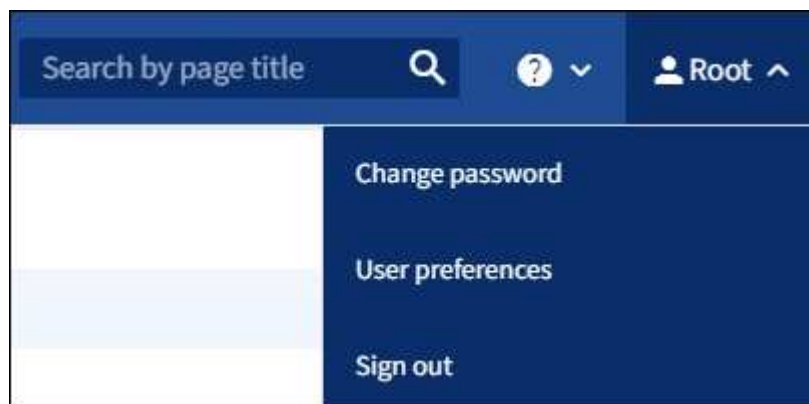 Search by page title
Root
Change password
User preferences
Sign out